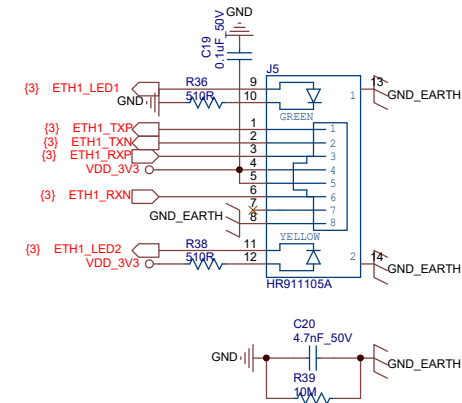 GND
C19
0.1uF_50V
J5
{3} ETH1_LED1
R36
9
13
1
GND_EARTH
GND
510R
10
GREEN
{3} ETH1_TXP
1
1
{3} ETH1_TXN
2
2
{3} ETH1_RXP
3
3
VDD_3V3
4
4
5
5
{3} ETH1_RXN
6
6
7
7
GND_EARTH
8
8
YELLOW
{3} ETH1_LED2
R38
11
VDD_3V3
510R
12
2
14
GND_EARTH
HR911105A
C20
4.7nF_50V
GND
GND_EARTH
R39
10M